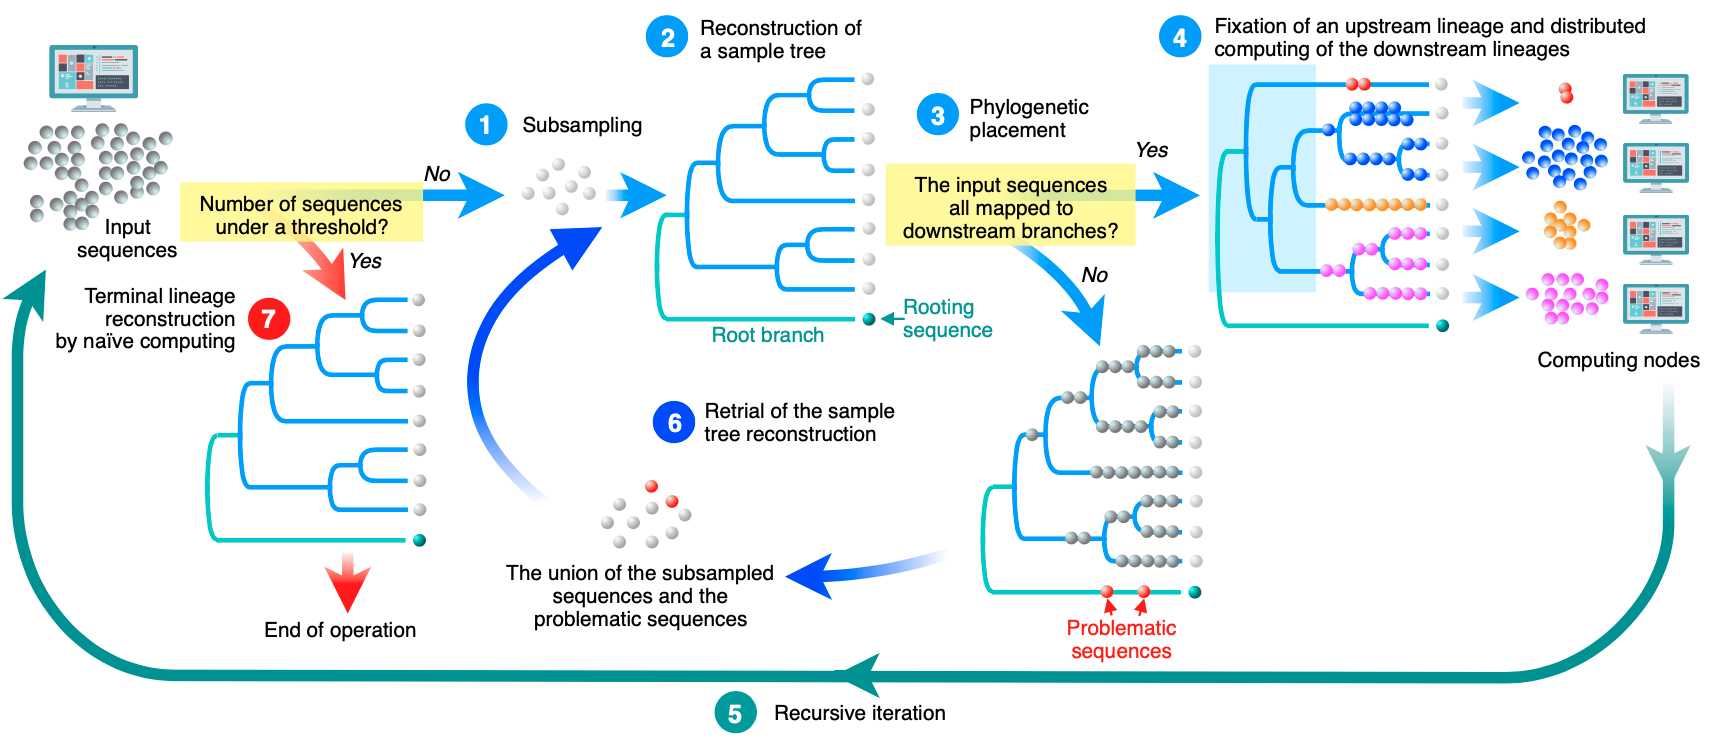 Input
sequences
Number of sequences
under a threshold?
No
Yes
1
Subsampling
2
Reconstruction of
a sample tree
Root branch
Rooting
sequence
3
Phylogenetic
placement
The input sequences
all mapped to
downstream branches?
Yes
No
4
Fixation of an upstream lineage and distributed
computing of the downstream lineages
Computing nodes
Terminal lineage
reconstruction
by naïve computing
7
End of operation
6
Retrial of the sample
tree reconstruction
The union of the subsampled
sequences and the
problematic sequences
Problematic
sequences
5
Recursive iteration